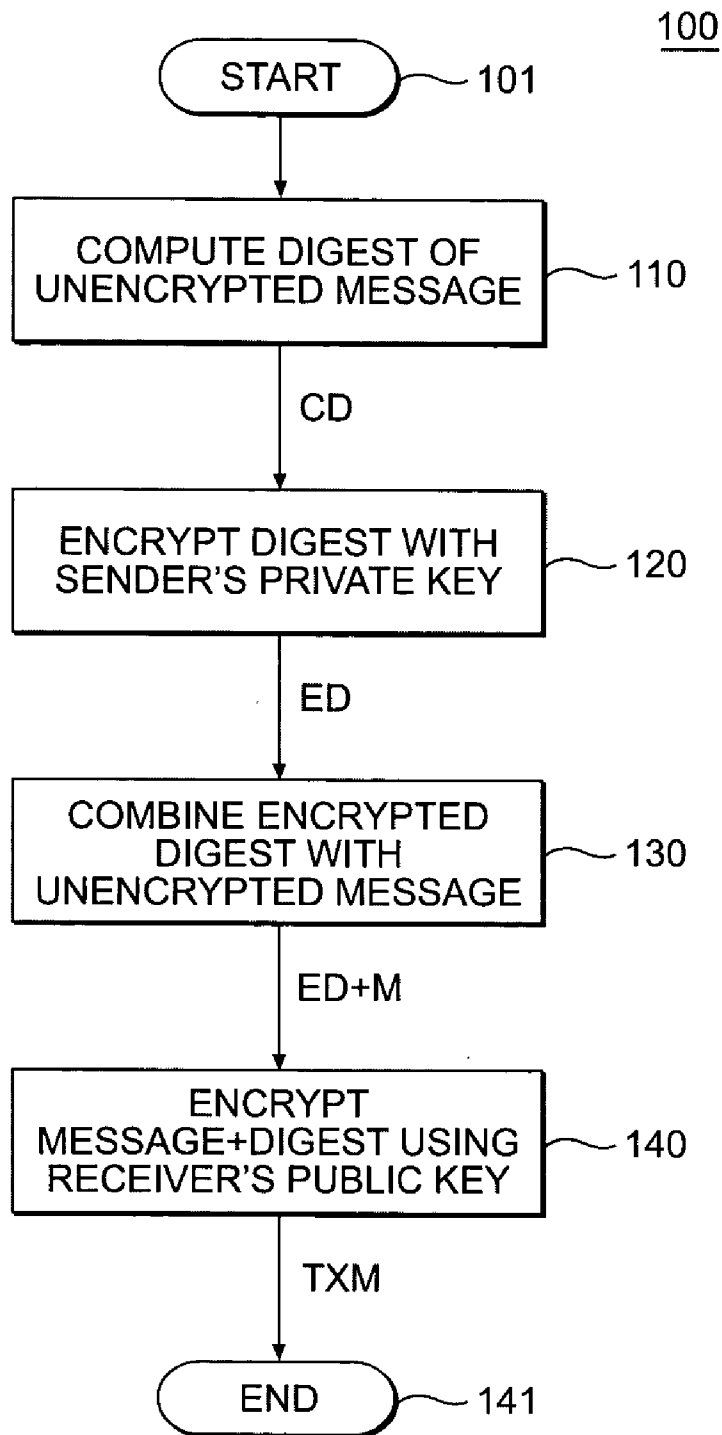 100
START
101
COMPUTE DIGEST OF
UNENCRYPTED MESSAGE
110
CD
ENCRYPT DIGEST WITH
SENDER'S PRIVATE KEY
120
ED
COMBINE ENCRYPTED
DIGEST WITH
UNENCRYPTED MESSAGE
130
ED+M
ENCRYPT
MESSAGE+DIGEST USING
RECEIVER'S PUBLIC KEY
140
TXM
END
141